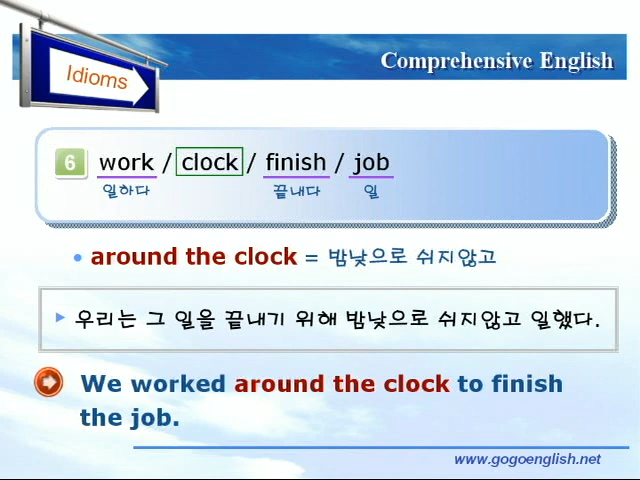 Idioms
Comprehensive English
6 work / clock / finish / job
일하다 끝내다 일
• around the clock = 밤낮으로 쉬지않고
▶ 우리는 그 일을 끝내기 위해 밤낮으로 쉬지않고 일했다.
We worked around the clock to finish
the job.
www.gogoenglish.net